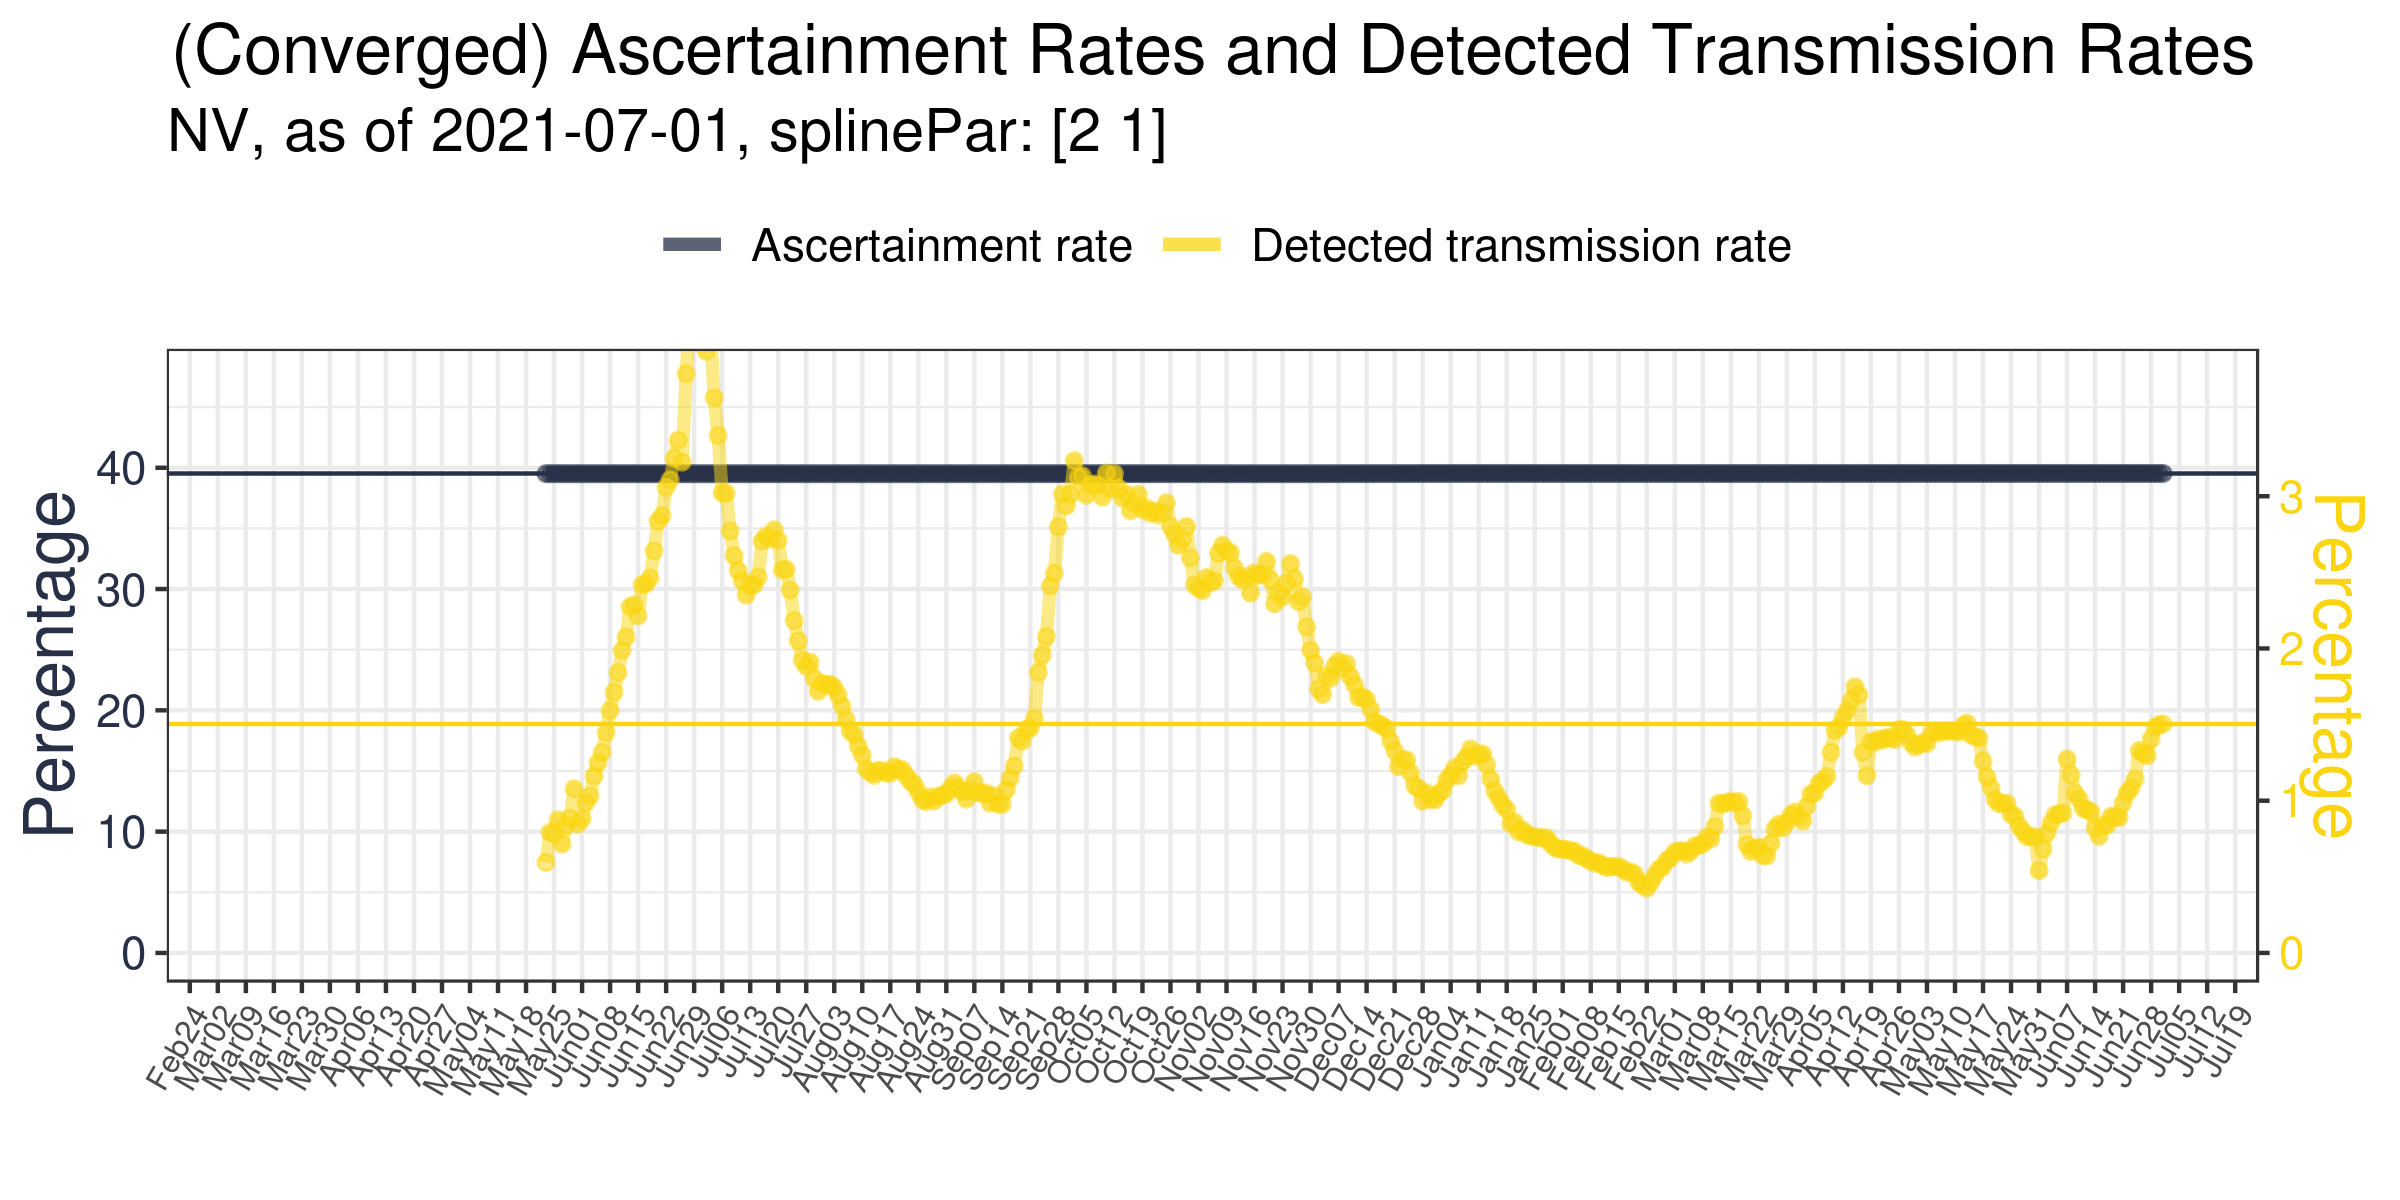 (Converged) Ascertainment Rates and Detected Transmission Rates
NV, as of 2021-07-01, splinePar: [2 1]
Ascertainment rate
Detected transmission rate
Percentage
40
30
20
10
0
3
2
1
0
Percentage
Feb24
Mar02
Mar09
Mar16
Mar23
Mar30
Apr06
Apr13
Apr20
Apr27
May04
May11
May18
May25
Jun01
Jun08
Jun15
Jun22
Jun29
Jul06
Jul13
Jul20
Jul27
Aug03
Aug10
Aug17
Aug24
Aug31
Sep07
Sep14
Sep21
Sep28
Oct05
Oct12
Oct19
Oct26
Nov02
Nov09
Nov16
Nov23
Nov30
Dec07
Dec14
Dec21
Dec28
Jan04
Jan11
Jan18
Jan25
Feb01
Feb08
Feb15
Feb22
Mar01
Mar08
Mar15
Mar22
Mar29
Apr05
Apr12
Apr19
Apr26
May03
May10
May17
May24
May31
Jun07
Jun14
Jun21
Jun28
Jul05
Jul12
Jul19